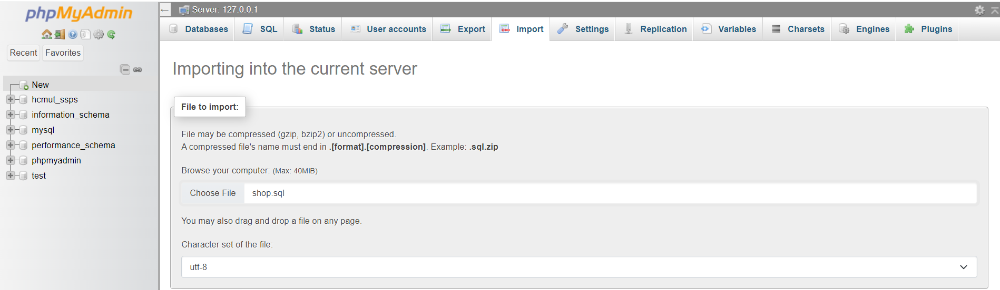 phpMyAdmin
Recent Favorites
New
hcmut_ssps
information_schema
mysql
performance_schema
phpmyadmin
test
Server: 127.0.0.1
Databases SQL Status User accounts Export Import Settings Replication Variables Charsets Engines Plugins
Importing into the current server
File to import:
File may be compressed (gzip, bzip2) or uncompressed.
A compressed file's name must end in .[format].[compression]. Example: .sql.zip
Browse your computer: (Max: 40MiB)
Choose File shop.sql
You may also drag and drop a file on any page.
Character set of the file:
utf-8